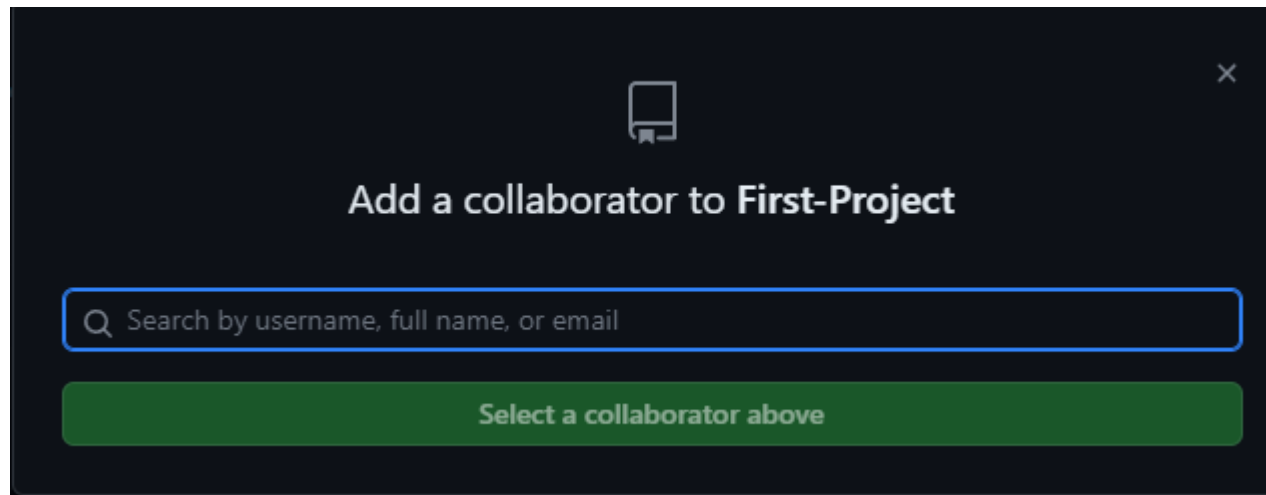 Add a collaborator to First-Project
Search by username, full name, or email
Select a collaborator above